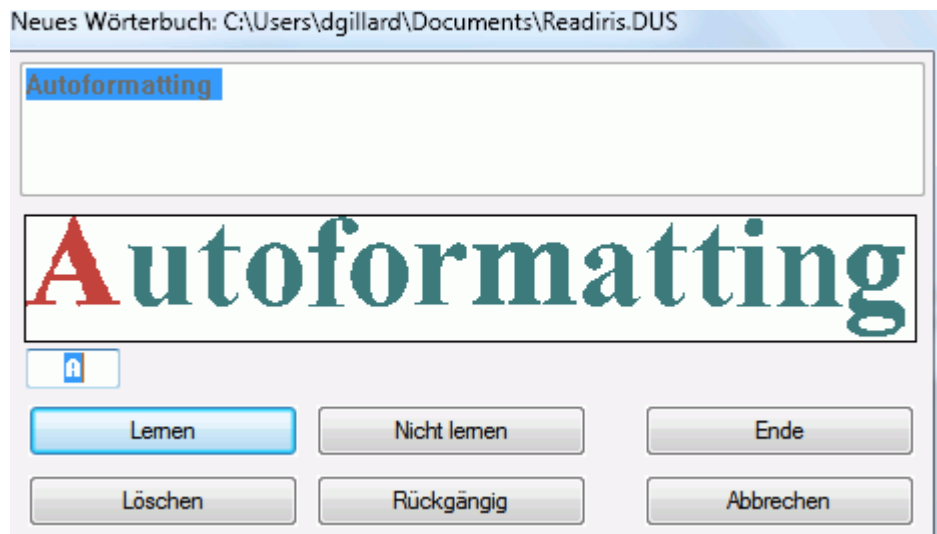 Neues Wörterbuch: C:\Users\dgillard\Documents\Readiris.DUS
Autoformatting
Autoformatting
A
Lernen Nicht lernen Ende
Löschen Rückgängig Abbrechen